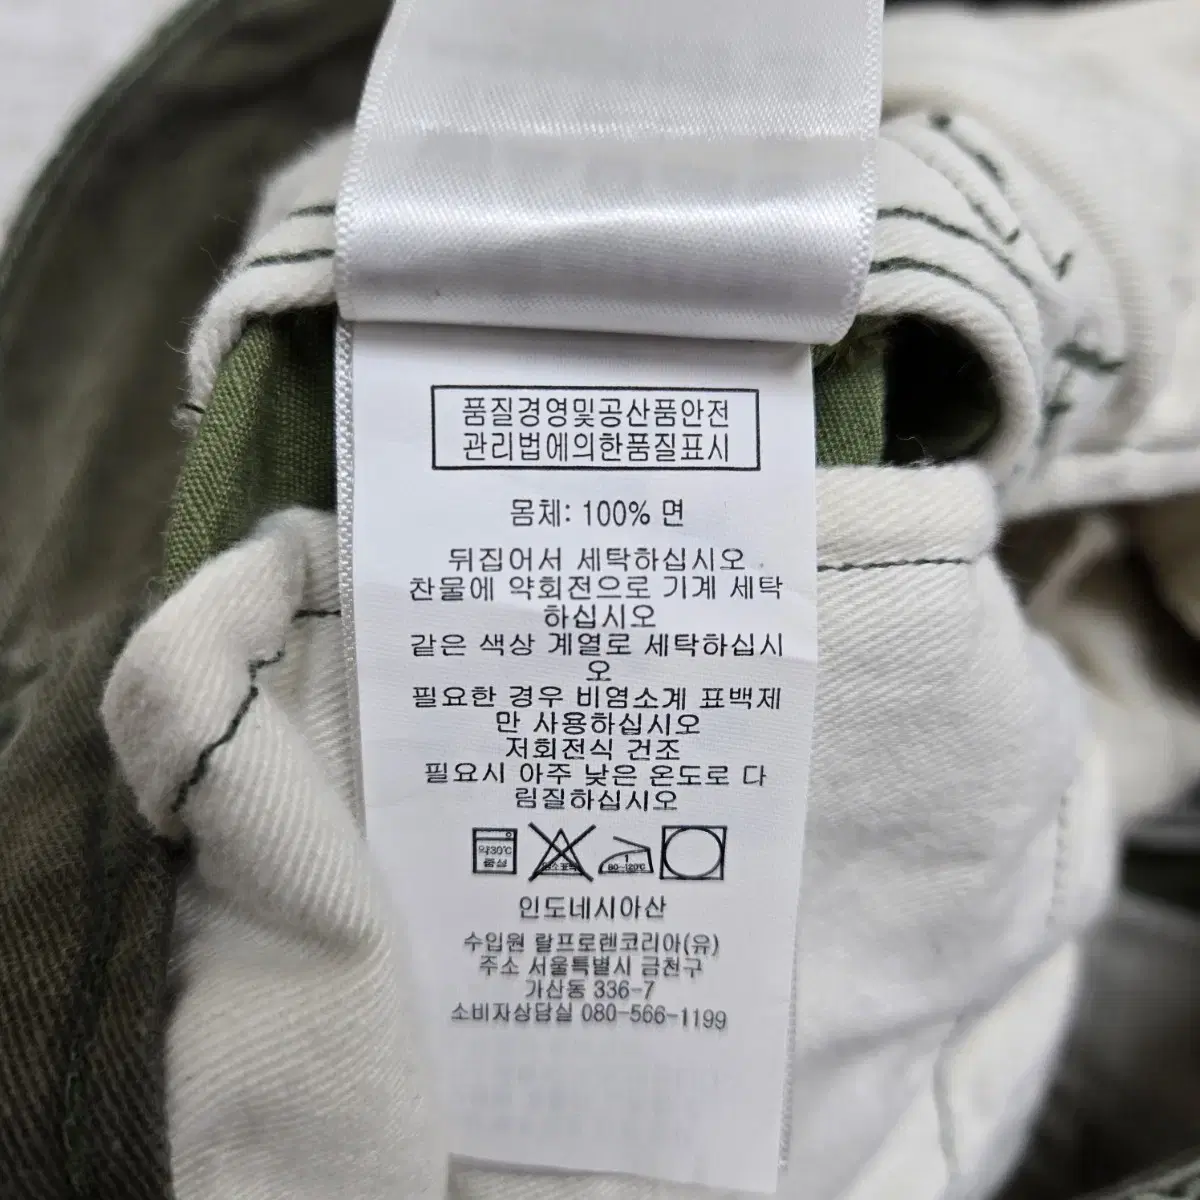 품질경영및공산품안전
관리법에의한품질표시
몸체: 100% 면
뒤집어서 세탁하십시오
찬물에 약회전으로 기계 세탁
하십시오
같은 색상 계열로 세탁하십시
오
필요한 경우 비염소계 표백제
만 사용하십시오
저회전식 건조
필요시 아주 낮은 온도로 다
림질하십시오
약30℃
중성
1
80~120℃
인도네시아산
수입원 랄프로렌코리아(유)
주소 서울특별시 금천구
가산동 336-7
소비자상담실 080-566-1199